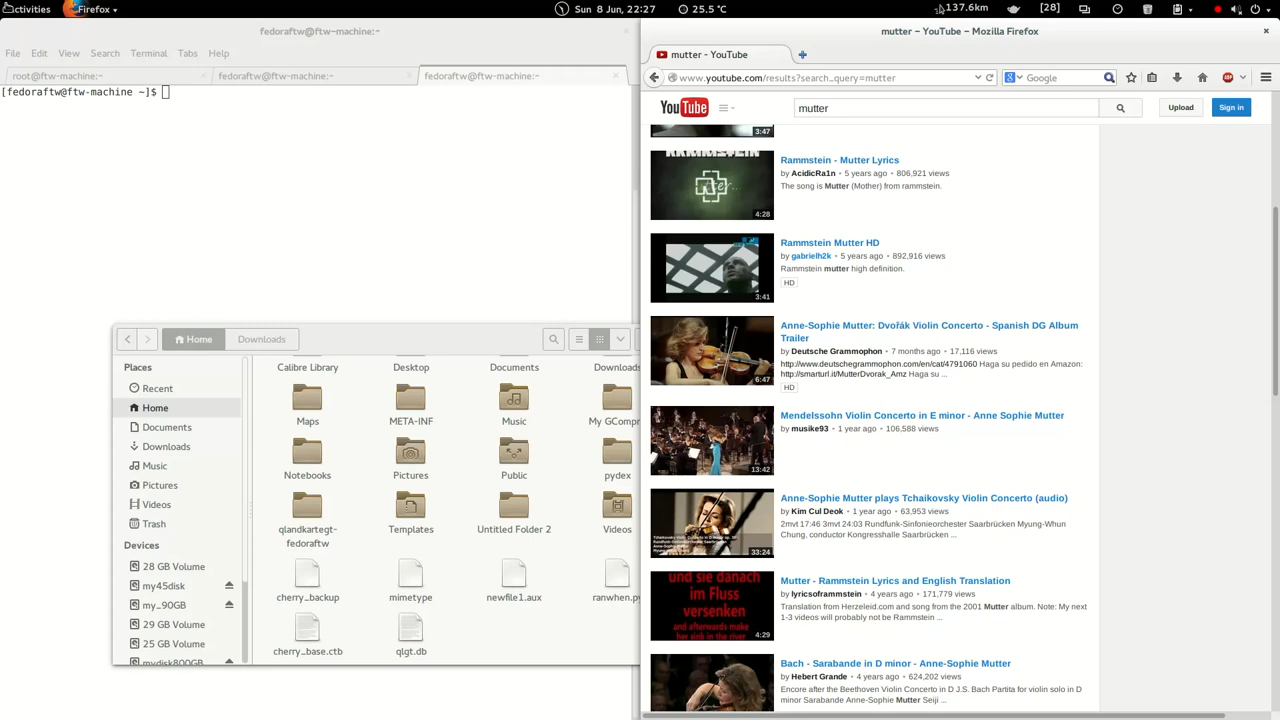 Activities
Firefox
Sun 8 Jun, 22:27
25.5 °C
137.6km
[28]
fedoraftw@ftw-machine:~
File Edit View Search Terminal Tabs Help
root@ftw-machine:~
fedoraftw@ftw-machine:~
fedoraftw@ftw-machine:~
[fedoraftw@ftw-machine ~]$
Home
Downloads
Places
Recent
Home
Documents
Downloads
Music
Pictures
Videos
Trash
Devices
28 GB Volume
my45disk
my_90GB
29 GB Volume
25 GB Volume
mydisk800GB
Calibre Library
Desktop
Documents
Downloads
Maps
META-INF
Music
My GCompr
Notebooks
Pictures
Public
pydex
qlandkartegt-
fedoraftw
Templates
Untitled Folder 2
Videos
cherry_backup
mimetype
newfile1.aux
ranwhen.py
cherry_base.ctb
qlgt.db
mutter – YouTube – Mozilla Firefox
mutter - YouTube
www.youtube.com/results?search_query=mutter
Google
YouTube
mutter
Upload
Sign in
3:47
4:28
Rammstein - Mutter Lyrics
by AcidicRa1n • 5 years ago • 806,921 views
The song is Mutter (Mother) from rammstein.
3:41
Rammstein Mutter HD
by gabrielh2k • 5 years ago • 892,916 views
Rammstein mutter high definition.
HD
6:47
Anne-Sophie Mutter: Dvořák Violin Concerto - Spanish DG Album
Trailer
by Deutsche Grammophon • 7 months ago • 17,116 views
http://www.deutschegrammophon.com/en/cat/4791060 Haga su pedido en Amazon:
http://smarturl.it/MutterDvorak_Amz Haga su ...
HD
13:42
Mendelssohn Violin Concerto in E minor - Anne Sophie Mutter
by musike93 • 1 year ago • 106,588 views
33:24
Anne-Sophie Mutter plays Tchaikovsky Violin Concerto (audio)
by Kim Cul Deok • 1 year ago • 63,953 views
2mvt 17:46 3mvt 24:03 Rundfunk-Sinfonieorchester Saarbrücken Myung-Whun
Chung, conductor Kongresshalle Saarbrücken ...
und sie danach
im Fluss
versenken
and afterwards make
her sink in the river
4:29
Mutter - Rammstein Lyrics and English Translation
by lyricsoframmstein • 4 years ago • 171,779 views
Translation from Herzeleid.com and song from the 2001 Mutter album. Note: My next
1-3 videos will probably not be Rammstein ...
Bach - Sarabande in D minor - Anne-Sophie Mutter
by Hebert Grande • 4 years ago • 624,202 views
Encore after the Beethoven Violin Concerto in D J.S. Bach Partita for violin solo in D
minor Sarabande Anne-Sophie Mutter Seiji ...